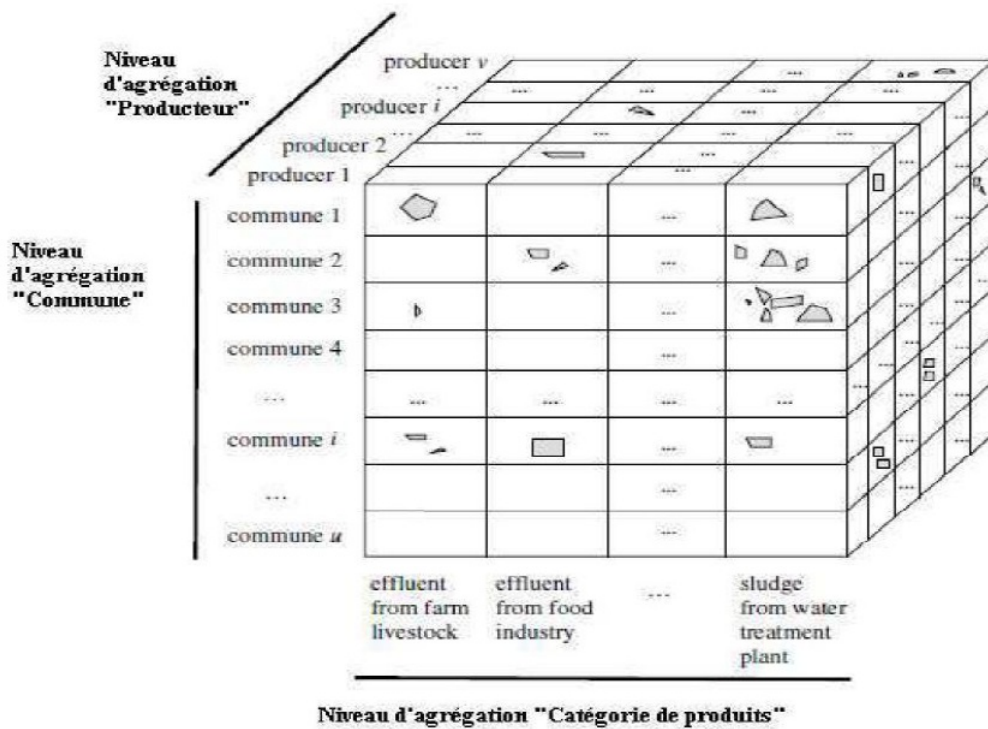 Niveau
d'agrégation
"Producteur"
producer v
...
producer i
...
producer 2
producer 1
Niveau
d'agrégation
"Commune"
commune 1
commune 2
commune 3
commune 4
...
commune i
...
commune u
effluent
from farm
livestock
effluent
from food
industry
...
sludge
from water
treatment
plant
Niveau d'agrégation "Catégorie de produits"